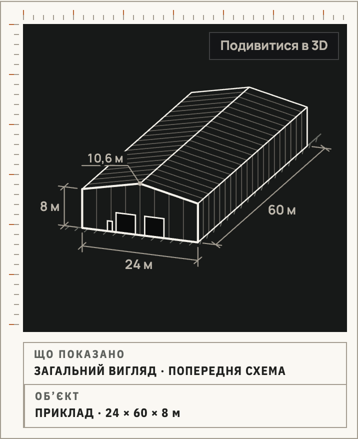 Подивитися в 3D
10,6 м
8 м
60 м
24 м
ЩО ПОКАЗАНО
ЗАГАЛЬНИЙ ВИГЛЯД · ПОПЕРЕДНЯ СХЕМА
ОБ'ЄКТ
ПРИКЛАД · 24 × 60 × 8 м